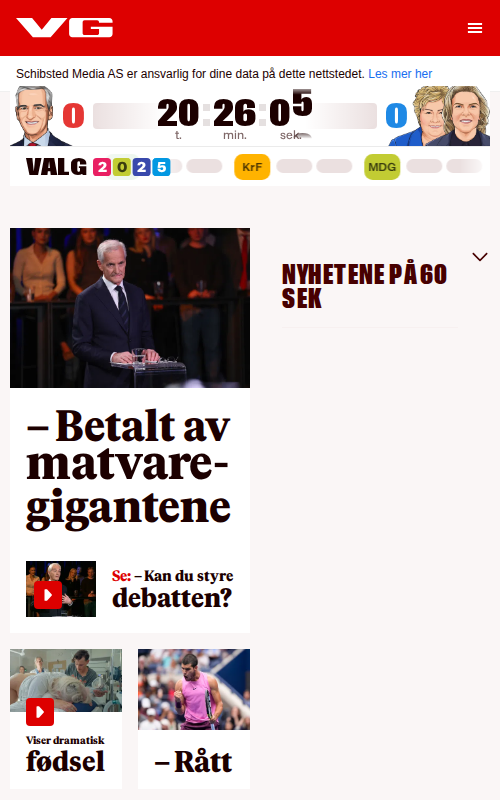 VG
Schibsted Media AS er ansvarlig for dine data på dette nettstedet. Les mer her
0 20:26:05 0
t. min. sek.
VALG 2025 KrF MDG
NYHETENE PÅ 60
SEK
– Betalt av
matvare-
gigantene
Se: – Kan du styre
debatten?
Viser dramatisk
fødsel
– Rått